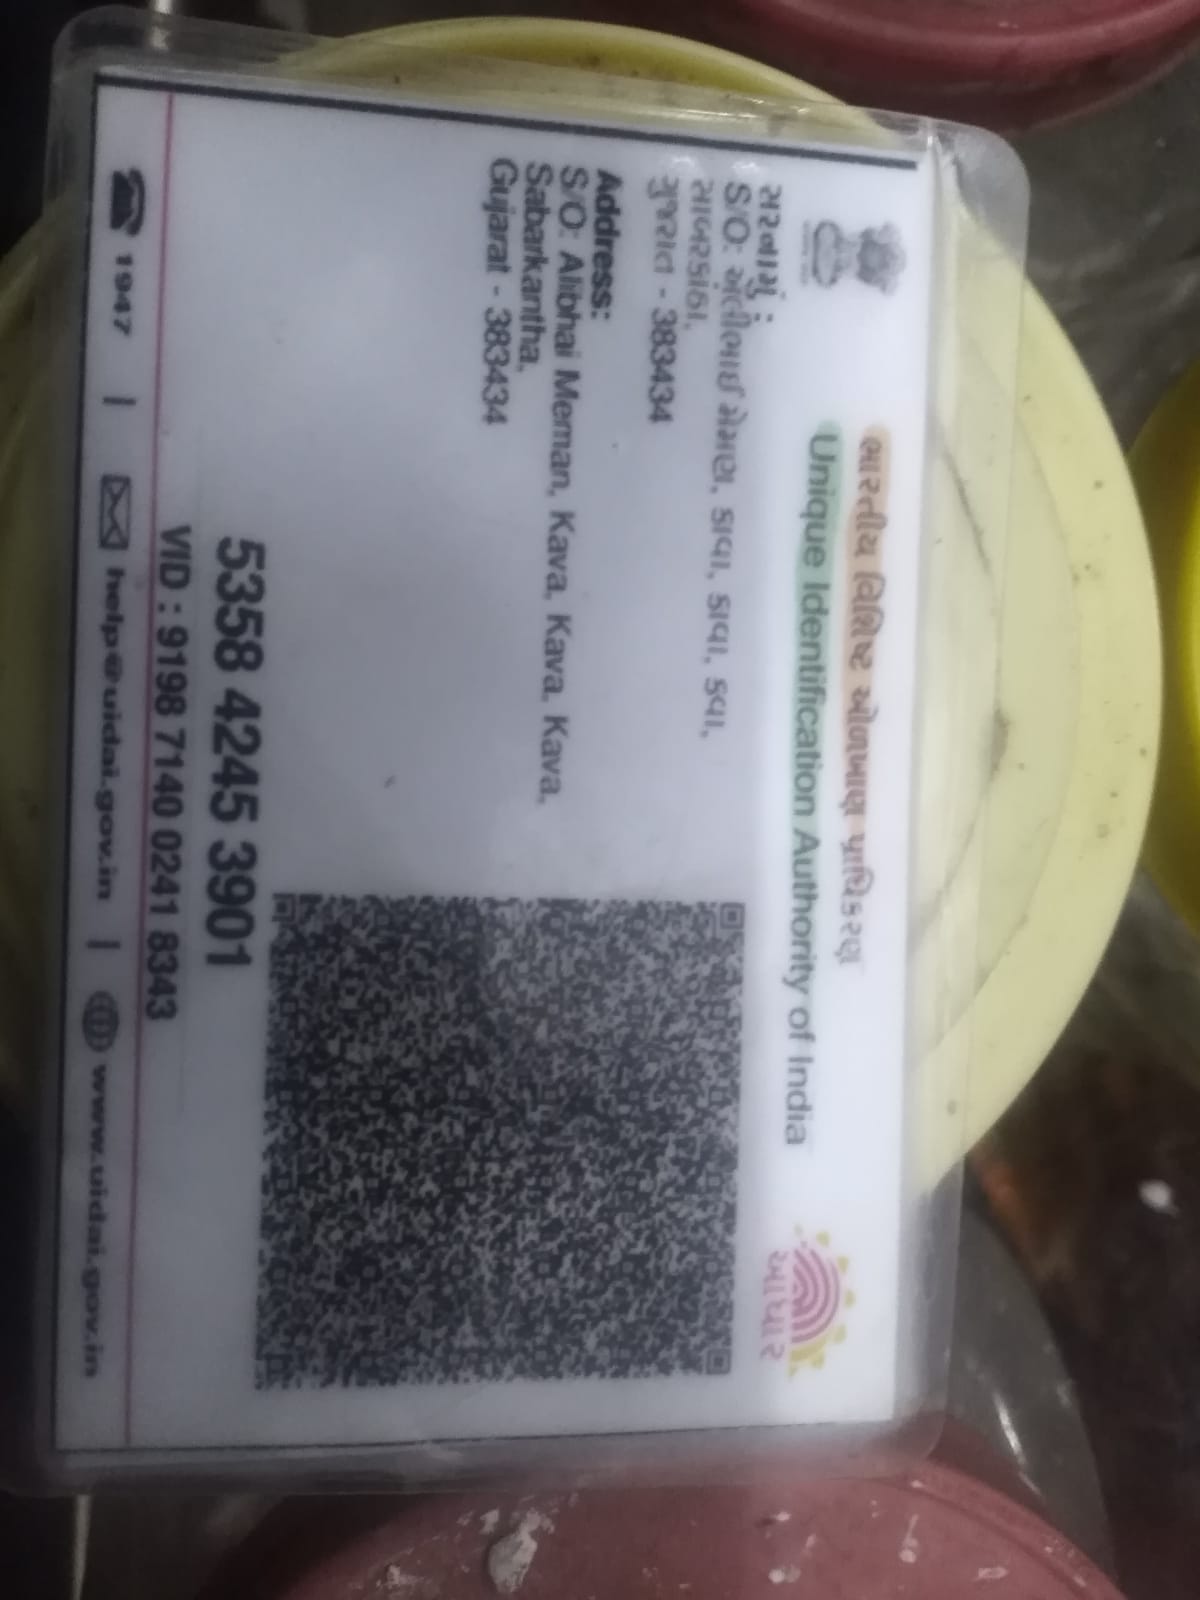 ભારતીય વિશિષ્ટ ઓળખાણ પ્રાધિકરણ
Unique Identification Authority of India
આધાર
સરનામું :
S/O: અલીભાઈ મેમણ, કાવા, કાવા, કવા,
સાબરકાંઠા,
ગુજરાત - 383434
Address:
S/O: Alibhai Meman, Kava, Kava, Kava,
Sabarkantha,
Gujarat - 383434
5358 4245 3901
VID : 9198 7140 0241 8343
1947 | help@uidai.gov.in | www.uidai.gov.in